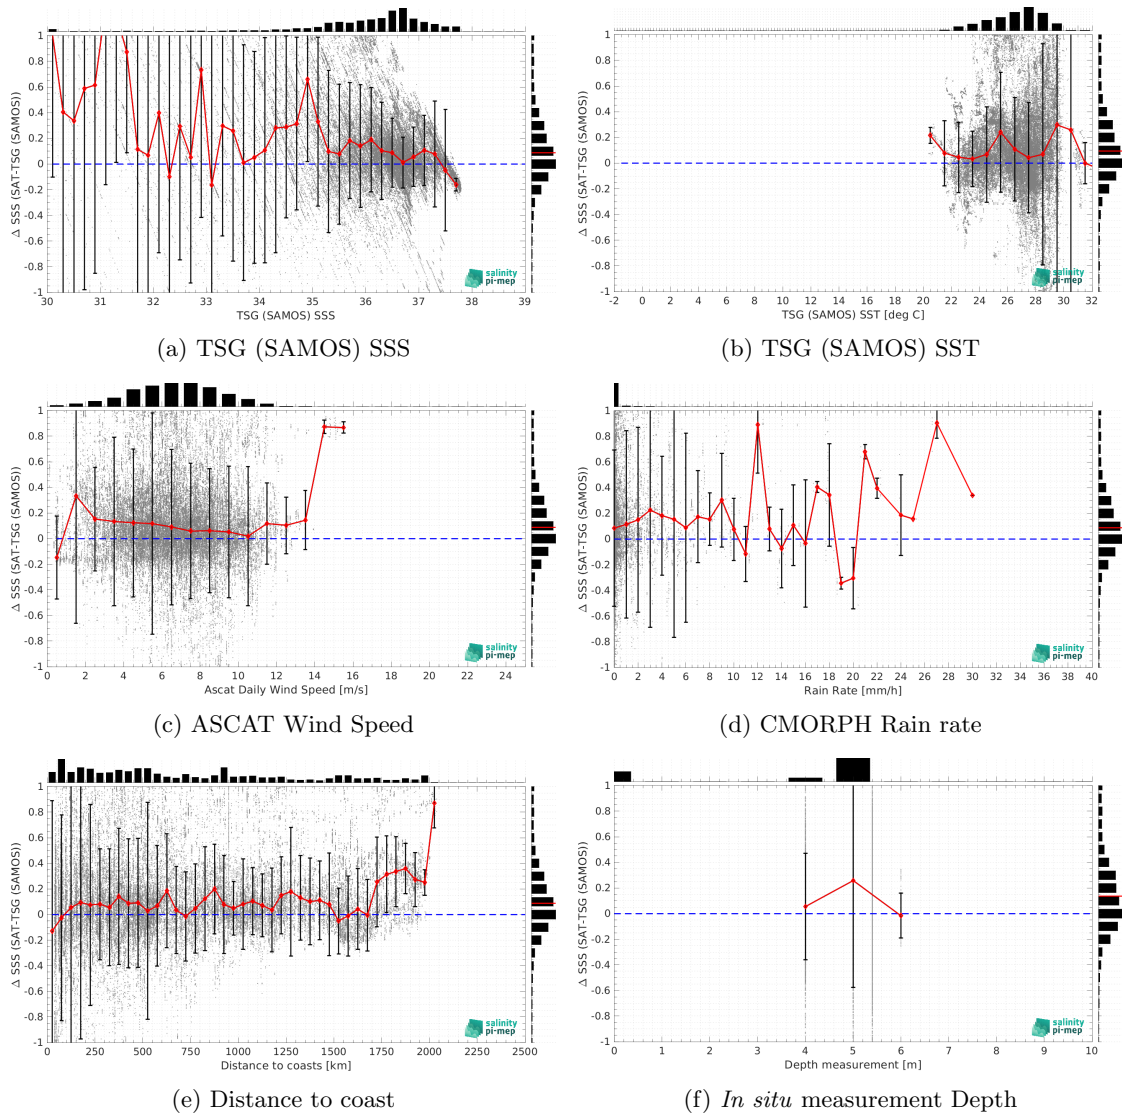 1
0.8
0.6
0.4
0.2
0
-0.2
-0.4
-0.6
-0.8
-1
Δ SSS (SAT-TSG (SAMOS))
salinity
pi-mep
30 31 32 33 34 35 36 37 38 39
TSG (SAMOS) SSS
(a) TSG (SAMOS) SSS
1
0.8
0.6
0.4
0.2
0
-0.2
-0.4
-0.6
-0.8
-1
Δ SSS (SAT-TSG (SAMOS))
salinity
pi-mep
-2 0 2 4 6 8 10 12 14 16 18 20 22 24 26 28 30 32
TSG (SAMOS) SST [deg C]
(b) TSG (SAMOS) SST
1
0.8
0.6
0.4
0.2
0
-0.2
-0.4
-0.6
-0.8
-1
Δ SSS (SAT-TSG (SAMOS))
salinity
pi-mep
0 2 4 6 8 10 12 14 16 18 20 22 24
Ascat Daily Wind Speed [m/s]
(c) ASCAT Wind Speed
1
0.8
0.6
0.4
0.2
0
-0.2
-0.4
-0.6
-0.8
-1
Δ SSS (SAT-TSG (SAMOS))
salinity
pi-mep
0 2 4 6 8 10 12 14 16 18 20 22 24 26 28 30 32 34 36 38 40
Rain Rate [mm/h]
(d) CMORPH Rain rate
1
0.8
0.6
0.4
0.2
0
-0.2
-0.4
-0.6
-0.8
-1
Δ SSS (SAT-TSG (SAMOS))
salinity
pi-mep
0 250 500 750 1000 1250 1500 1750 2000 2250 2500
Distance to coasts [km]
(e) Distance to coast
1
0.8
0.6
0.4
0.2
0
-0.2
-0.4
-0.6
-0.8
-1
Δ SSS (SAT-TSG (SAMOS))
salinity
pi-mep
0 1 2 3 4 5 6 7 8 9 10
Depth measurement [m]
(f) In situ measurement Depth